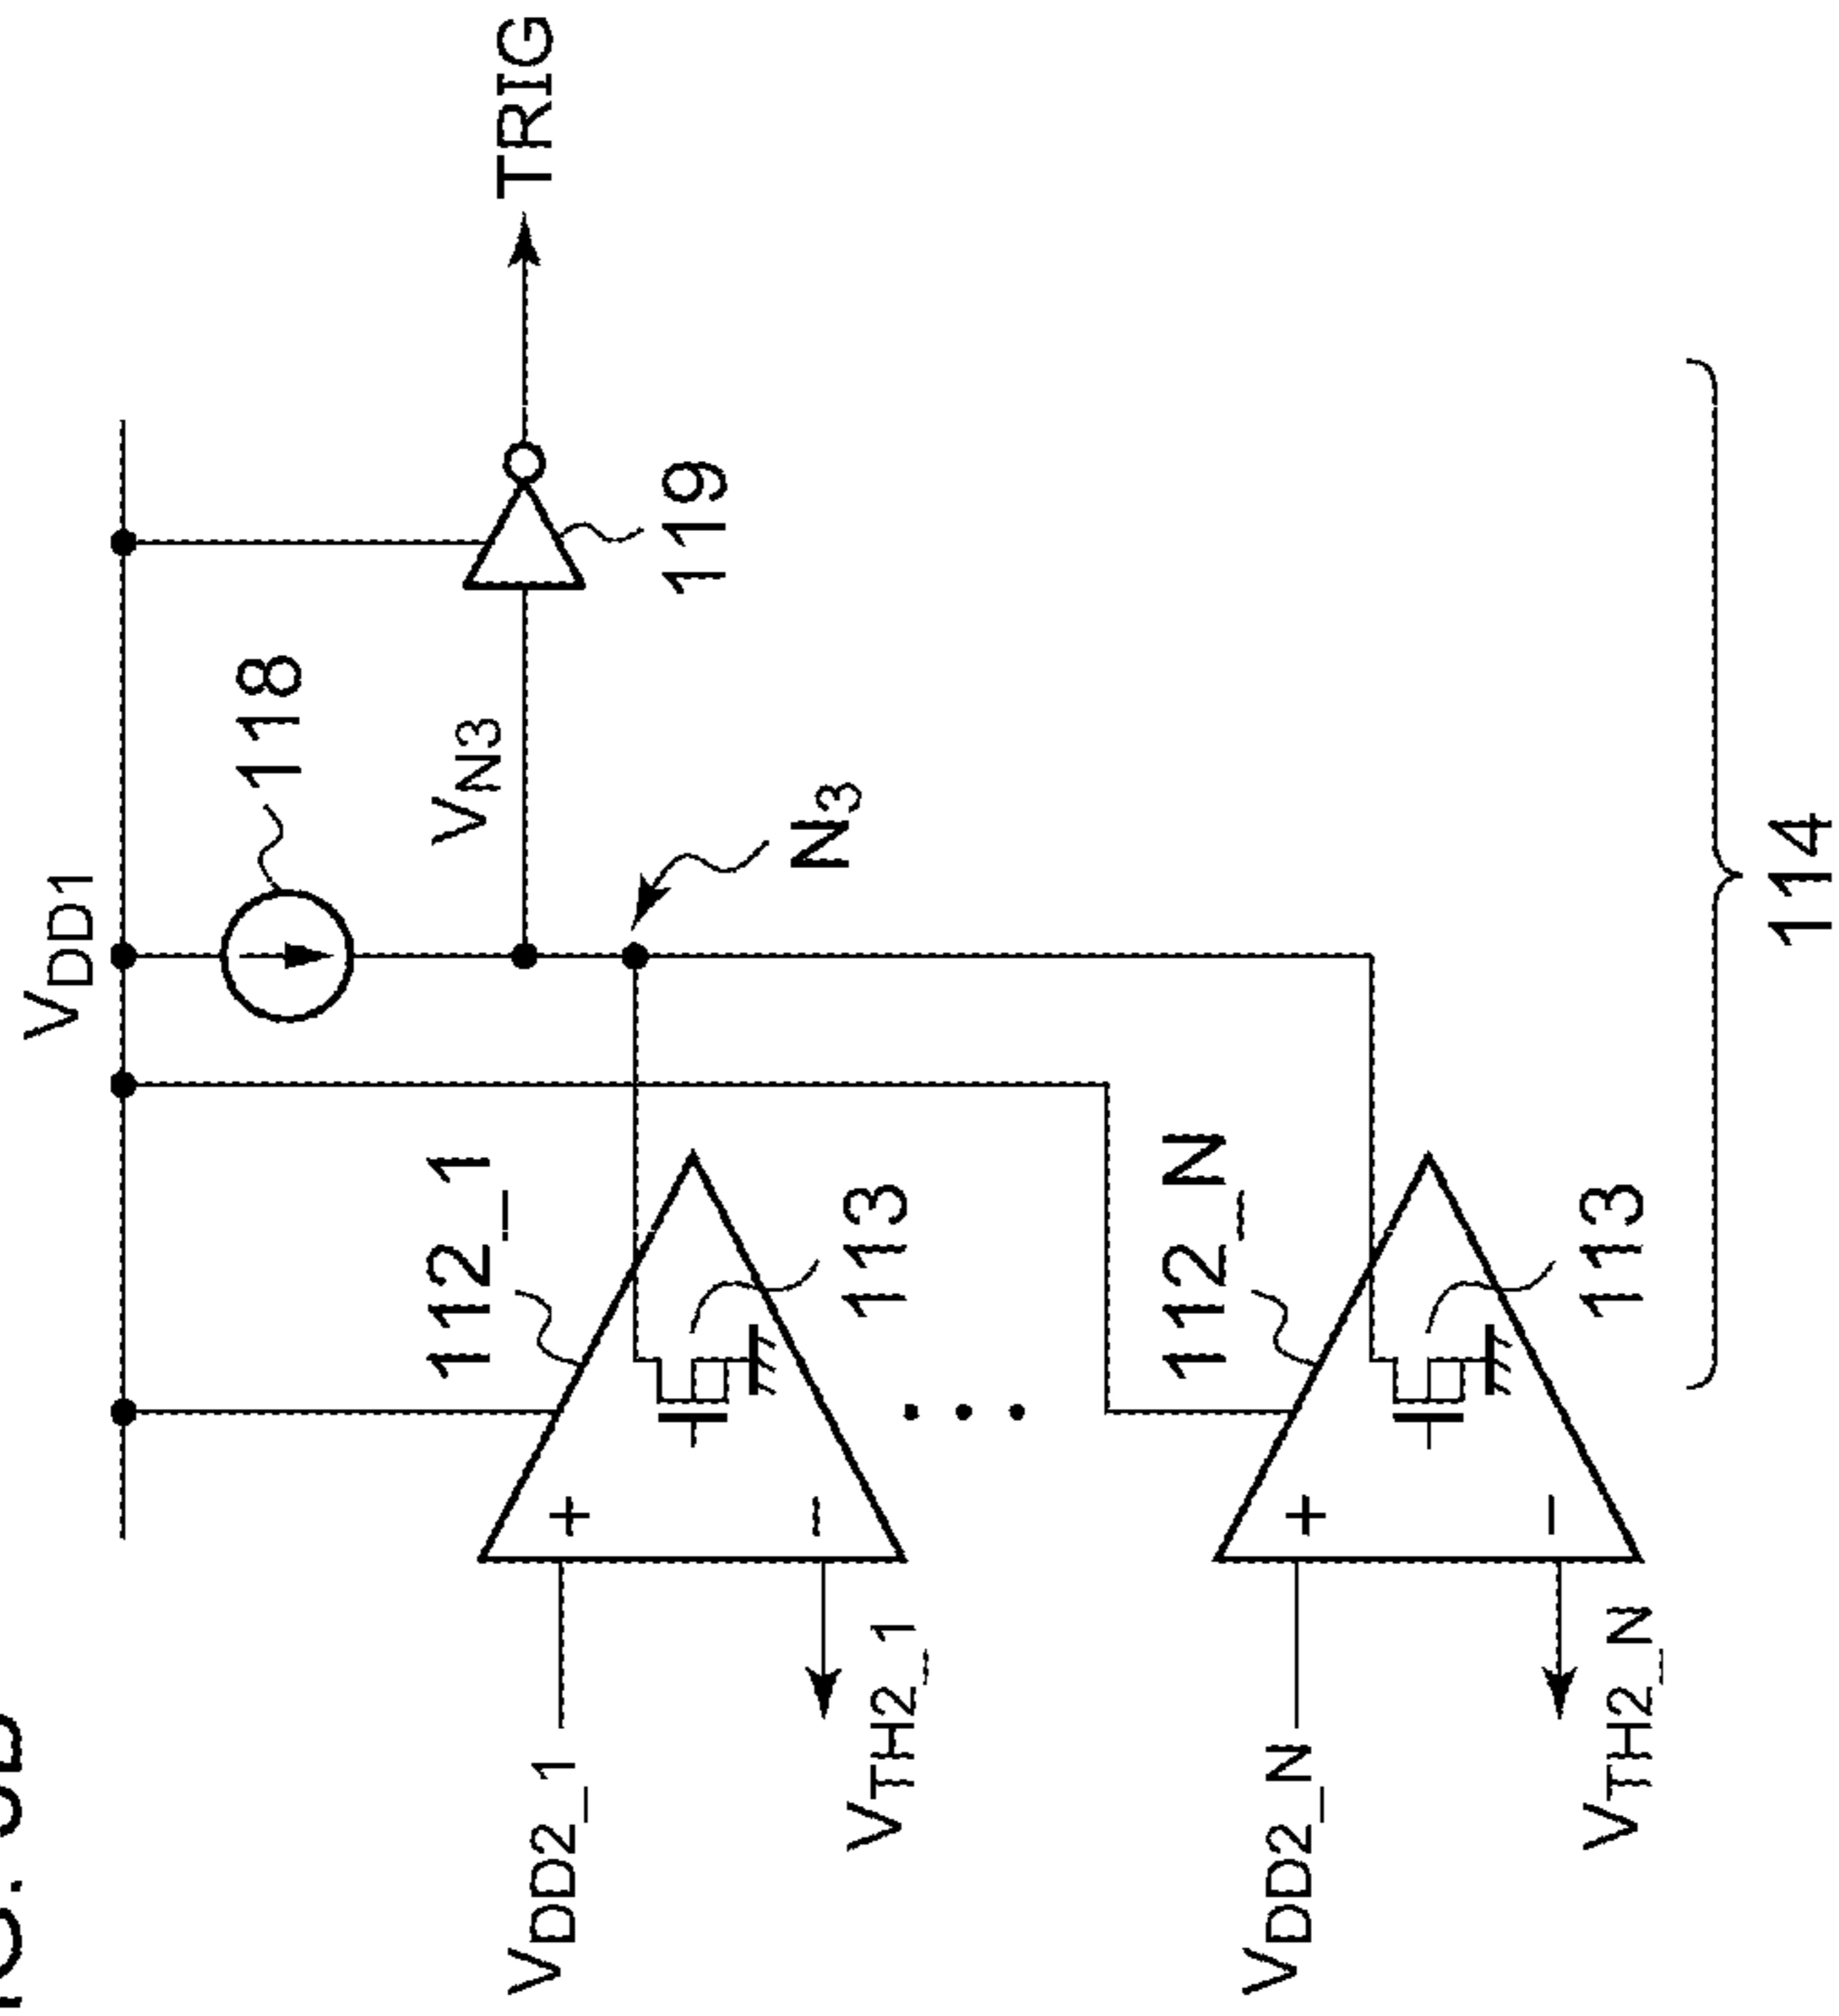 V_DD1
118
V_N3
TRIG
119
N_3
112_1
113
V_DD2_1
V_TH2_1
112_N
113
V_DD2_N
V_TH2_N
+
−
+
−
114